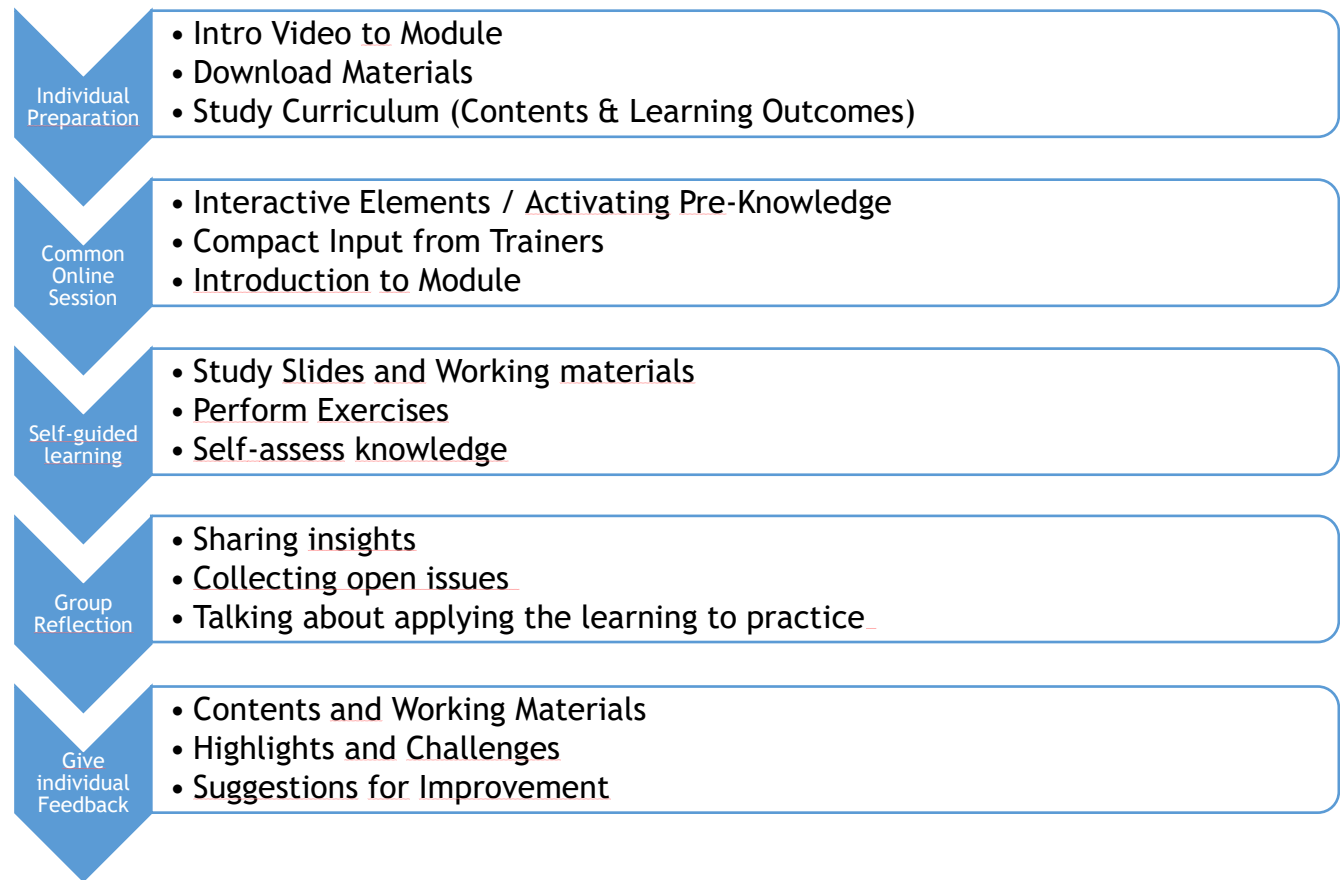 Individual
Preparation
• Intro Video to Module
• Download Materials
• Study Curriculum (Contents & Learning Outcomes)
Common
Online
Session
• Interactive Elements / Activating Pre-Knowledge
• Compact Input from Trainers
• Introduction to Module
Self-guided
learning
• Study Slides and Working materials
• Perform Exercises
• Self-assess knowledge
Group
Reflection
• Sharing insights
• Collecting open issues
• Talking about applying the learning to practice
Give
individual
Feedback
• Contents and Working Materials
• Highlights and Challenges
• Suggestions for Improvement